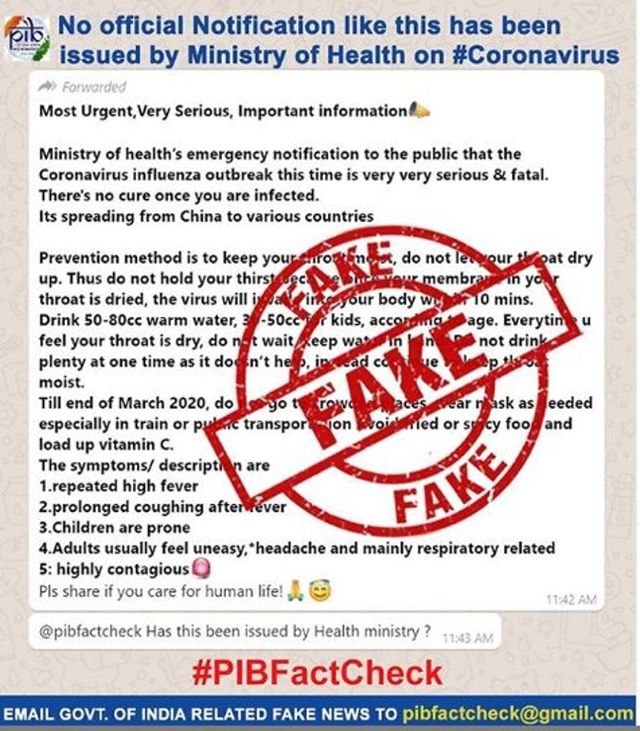 pib
No official Notification like this has been
issued by Ministry of Health on #Coronavirus
Forwarded
Most Urgent,Very Serious, Important information
Ministry of health's emergency notification to the public that the
Coronavirus influenza outbreak this time is very very serious & fatal.
There's no cure once you are infected.
Its spreading from China to various countries
Prevention method is to keep your throat moist, do not let your throat dry
up. Thus do not hold your thirst because once your membrane in your
throat is dried, the virus will invade into your body within 10 mins.
Drink 50-80cc warm water, 30-50cc for kids, according to age. Everytime u
feel your throat is dry, do not wait, keep water in hand. Do not drink
plenty at one time as it doesn't help, instead continue to keep throat
moist.
Till end of March 2020, do not go to crowded places, wear mask as needed
especially in train or public transportation avoid fried or spicy food and
load up vitamin C.
The symptoms/ description are
1.repeated high fever
2.prolonged coughing after fever
3.Children are prone
4.Adults usually feel uneasy,*headache and mainly respiratory related
5: highly contagious
Pls share if you care for human life!
11:42 AM
FAKE
FAKE
FAKE
@pibfactcheck Has this been issued by Health ministry ? 11:43 AM
#PIBFactCheck
EMAIL GOVT. OF INDIA RELATED FAKE NEWS TO pibfactcheck@gmail.com